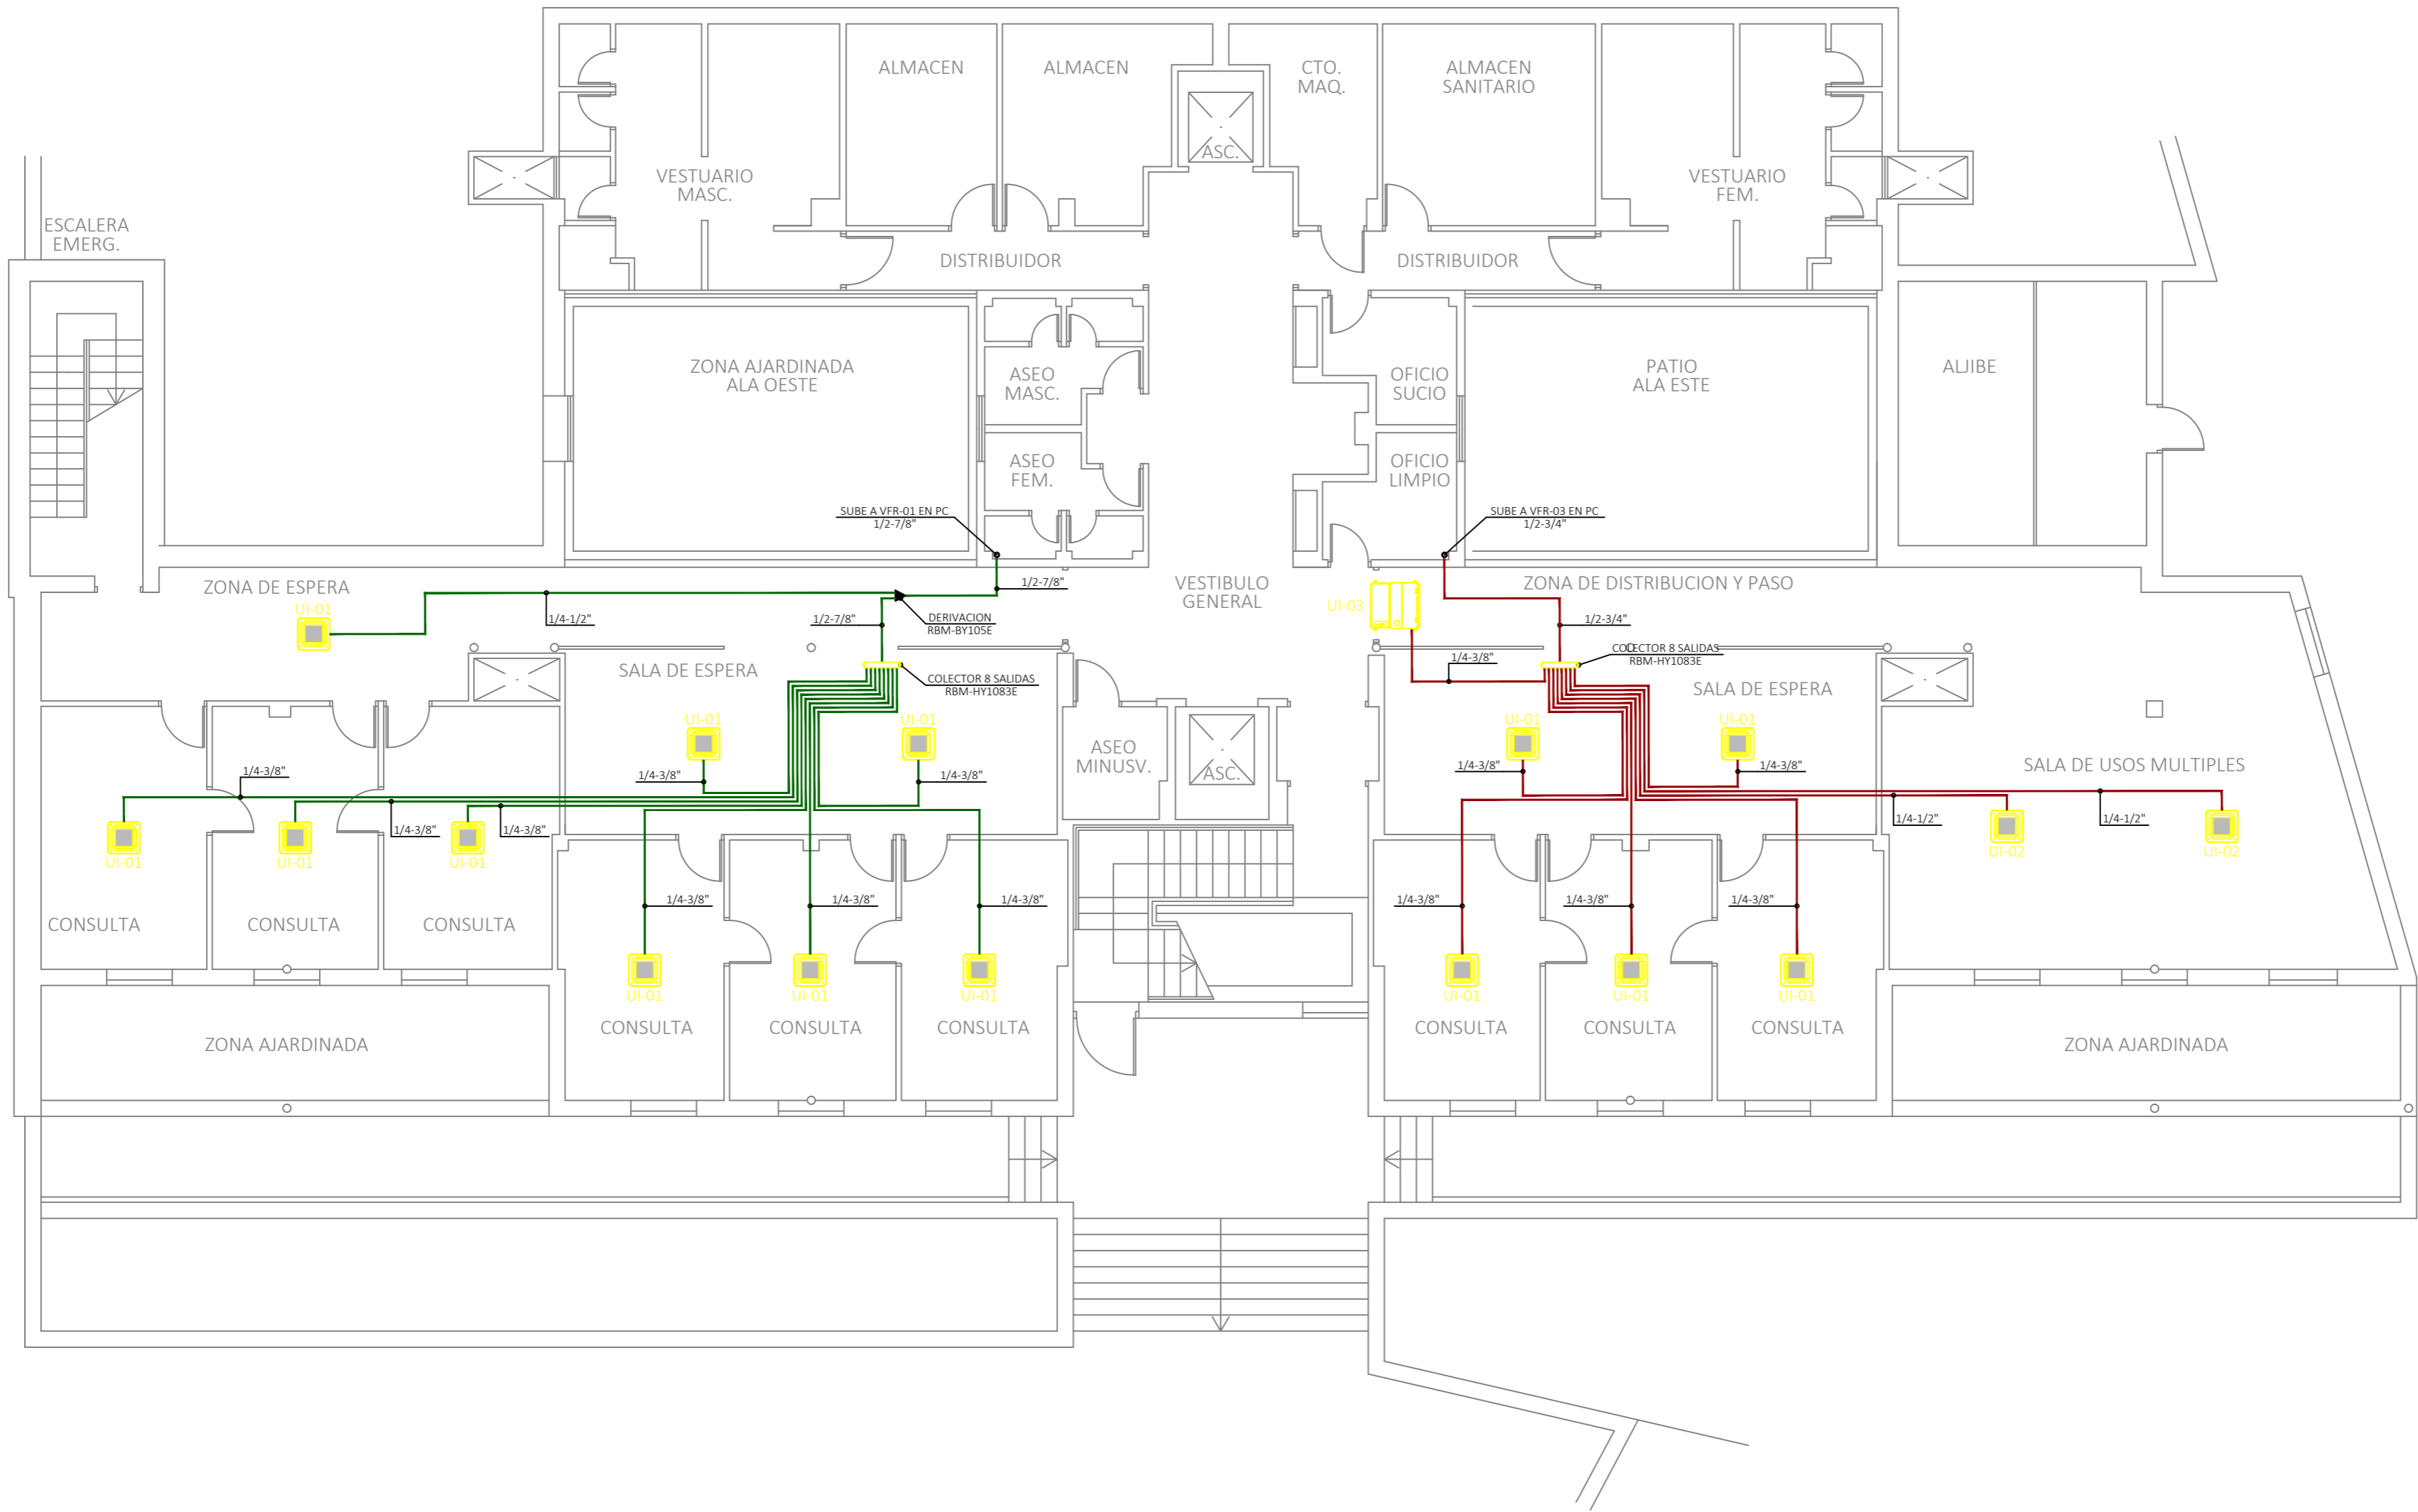 ALMACEN
ALMACEN
CTO.
MAQ.
ALMACEN
SANITARIO
ASC.
VESTUARIO
MASC.
VESTUARIO
FEM.
ESCALERA
EMERG.
DISTRIBUIDOR
DISTRIBUIDOR
ZONA AJARDINADA
ALA OESTE
ASEO
MASC.
OFICIO
SUCIO
PATIO
ALA ESTE
ALJIBE
ASEO
FEM.
OFICIO
LIMPIO
SUBE A VFR-01 EN PC
1/2-7/8"
SUBE A VFR-03 EN PC
1/2-3/4"
ZONA DE ESPERA
1/2-7/8"
VESTIBULO
GENERAL
ZONA DE DISTRIBUCION Y PASO
UI-01
UI-03
1/4-1/2"
1/2-7/8"
DERIVACION
RBM-BY105E
1/2-3/4"
SALA DE ESPERA
COLECTOR 8 SALIDAS
RBM-HY1083E
1/4-3/8"
COLECTOR 8 SALIDAS
RBM-HY1083E
SALA DE ESPERA
UI-01
UI-01
UI-01
UI-01
ASEO
MINUSV.
ASC.
SALA DE USOS MULTIPLES
1/4-3/8"
1/4-3/8"
1/4-3/8"
1/4-3/8"
1/4-3/8"
1/4-3/8"
1/4-3/8"
1/4-1/2"
1/4-1/2"
UI-01
UI-01
UI-01
UI-02
UI-02
1/4-3/8"
1/4-3/8"
1/4-3/8"
1/4-3/8"
1/4-3/8"
1/4-3/8"
CONSULTA
CONSULTA
CONSULTA
UI-01
UI-01
UI-01
UI-01
UI-01
UI-01
CONSULTA
CONSULTA
CONSULTA
CONSULTA
CONSULTA
CONSULTA
ZONA AJARDINADA
ZONA AJARDINADA